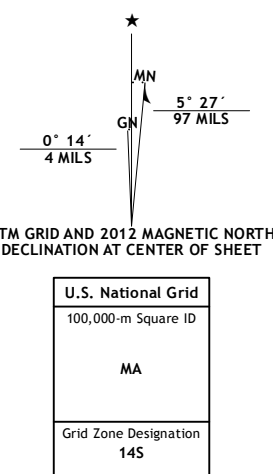 MN
5° 27´
97 MILS
GN
0° 14´
4 MILS
TM GRID AND 2012 MAGNETIC NORTH
DECLINATION AT CENTER OF SHEET
U.S. National Grid
100,000-m Square ID
MA
Grid Zone Designation
14S